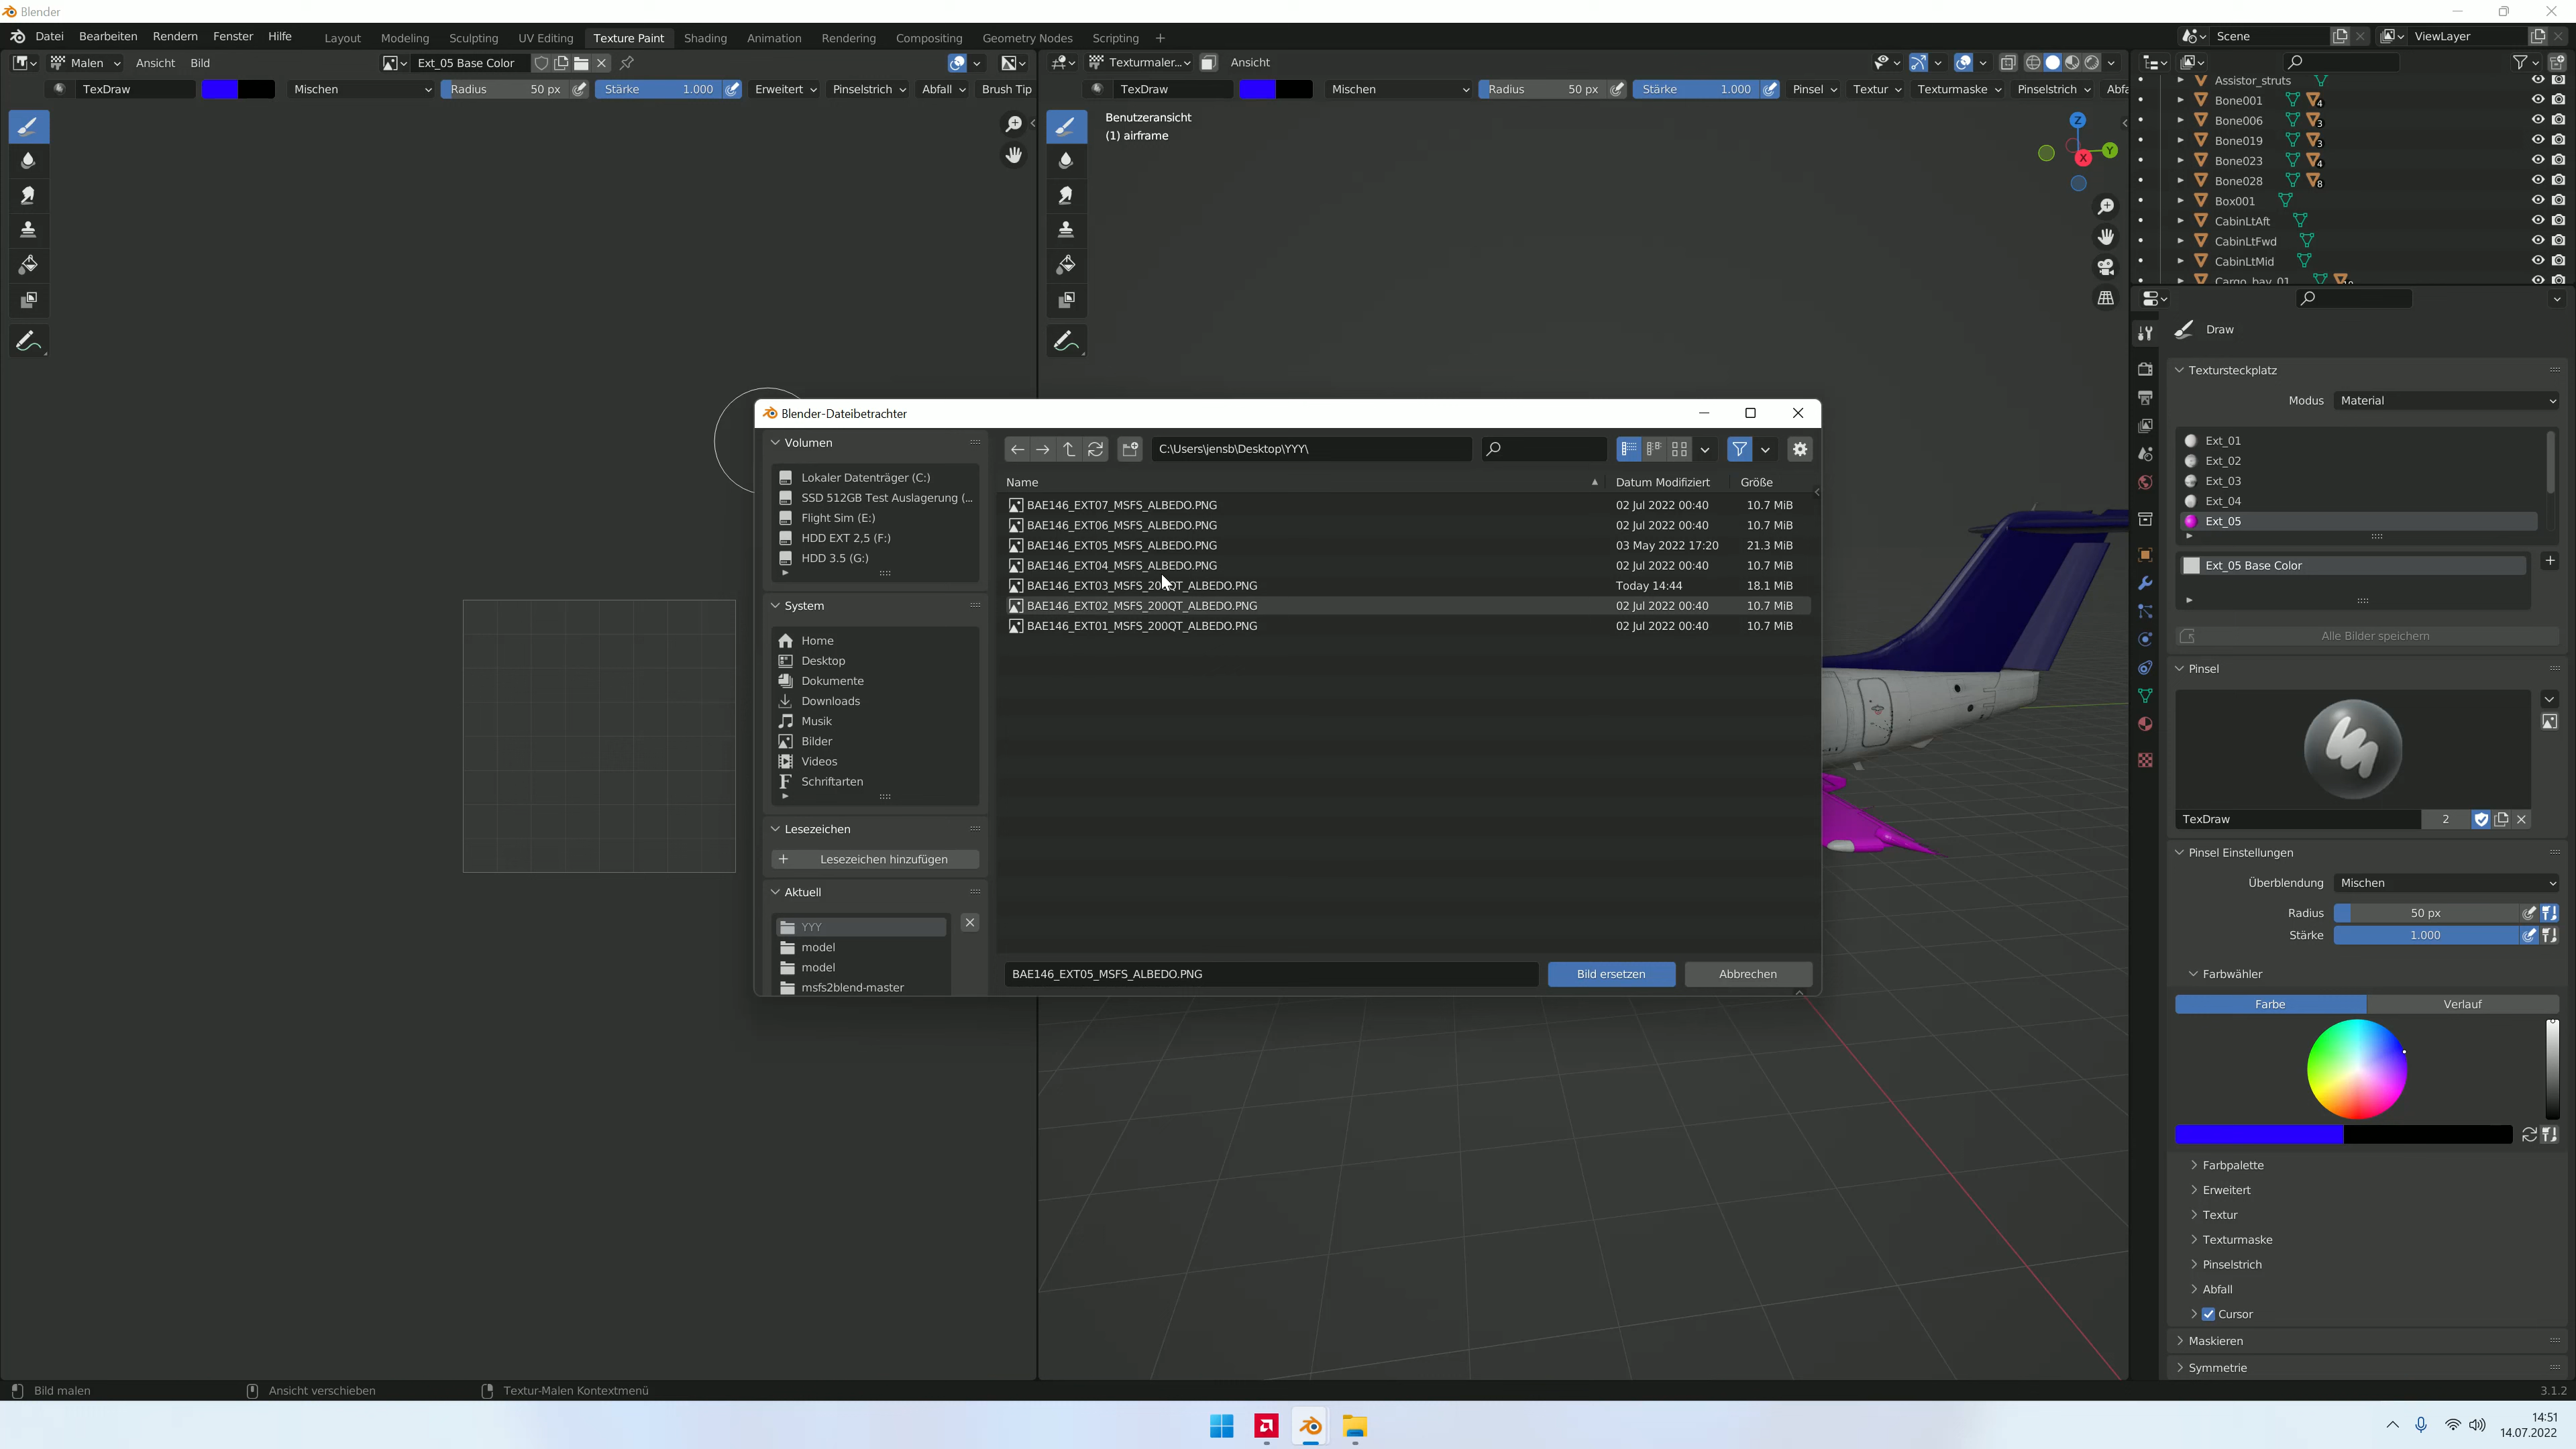 Blender
Datei Bearbeiten Rendern Fenster Hilfe Layout Modeling Sculpting UV Editing Texture Paint Shading Animation Rendering Compositing Geometry Nodes Scripting + Scene ViewLayer
Malen Ansicht Bild Ext_05 Base Color
Texturmaler... Ansicht
TexDraw Mischen Radius 50 px Stärke 1.000 Erweitert Pinselstrich Abfall Brush Tip
TexDraw Mischen Radius 50 px Stärke 1.000 Pinsel Textur Texturmaske Pinselstrich Abfa
Benutzeransicht
(1) airframe
Z
Y
X
Assistor_struts
Bone001 4
Bone006 3
Bone019 3
Bone023 4
Bone028 8
Box001
CabinLtAft
CabinLtFwd
CabinLtMid
Cargo_bay_01
Draw
Textursteckplatz
Modus Material
Ext_01
Ext_02
Ext_03
Ext_04
Ext_05
Ext_05 Base Color
Alle Bilder speichern
Pinsel
TexDraw 2
Pinsel Einstellungen
Überblendung Mischen
Radius 50 px
Stärke 1.000
Farbwähler
Farbe Verlauf
Farbpalette
Erweitert
Textur
Texturmaske
Pinselstrich
Abfall
Cursor
Maskieren
Symmetrie
Blender-Dateibetrachter
Volumen
Lokaler Datenträger (C:)
SSD 512GB Test Auslagerung (...
Flight Sim (E:)
HDD EXT 2,5 (F:)
HDD 3.5 (G:)
System
Home
Desktop
Dokumente
Downloads
Musik
Bilder
Videos
Schriftarten
Lesezeichen
Lesezeichen hinzufügen
Aktuell
YYY
model
model
msfs2blend-master
C:\Users\jensb\Desktop\YYY\
Name Datum Modifiziert Größe
BAE146_EXT07_MSFS_ALBEDO.PNG 02 Jul 2022 00:40 10.7 MiB
BAE146_EXT06_MSFS_ALBEDO.PNG 02 Jul 2022 00:40 10.7 MiB
BAE146_EXT05_MSFS_ALBEDO.PNG 03 May 2022 17:20 21.3 MiB
BAE146_EXT04_MSFS_ALBEDO.PNG 02 Jul 2022 00:40 10.7 MiB
BAE146_EXT03_MSFS_200QT_ALBEDO.PNG Today 14:44 18.1 MiB
BAE146_EXT02_MSFS_200QT_ALBEDO.PNG 02 Jul 2022 00:40 10.7 MiB
BAE146_EXT01_MSFS_200QT_ALBEDO.PNG 02 Jul 2022 00:40 10.7 MiB
BAE146_EXT05_MSFS_ALBEDO.PNG Bild ersetzen Abbrechen
Bild malen Ansicht verschieben Textur-Malen Kontextmenü 3.1.2
14:51
14.07.2022